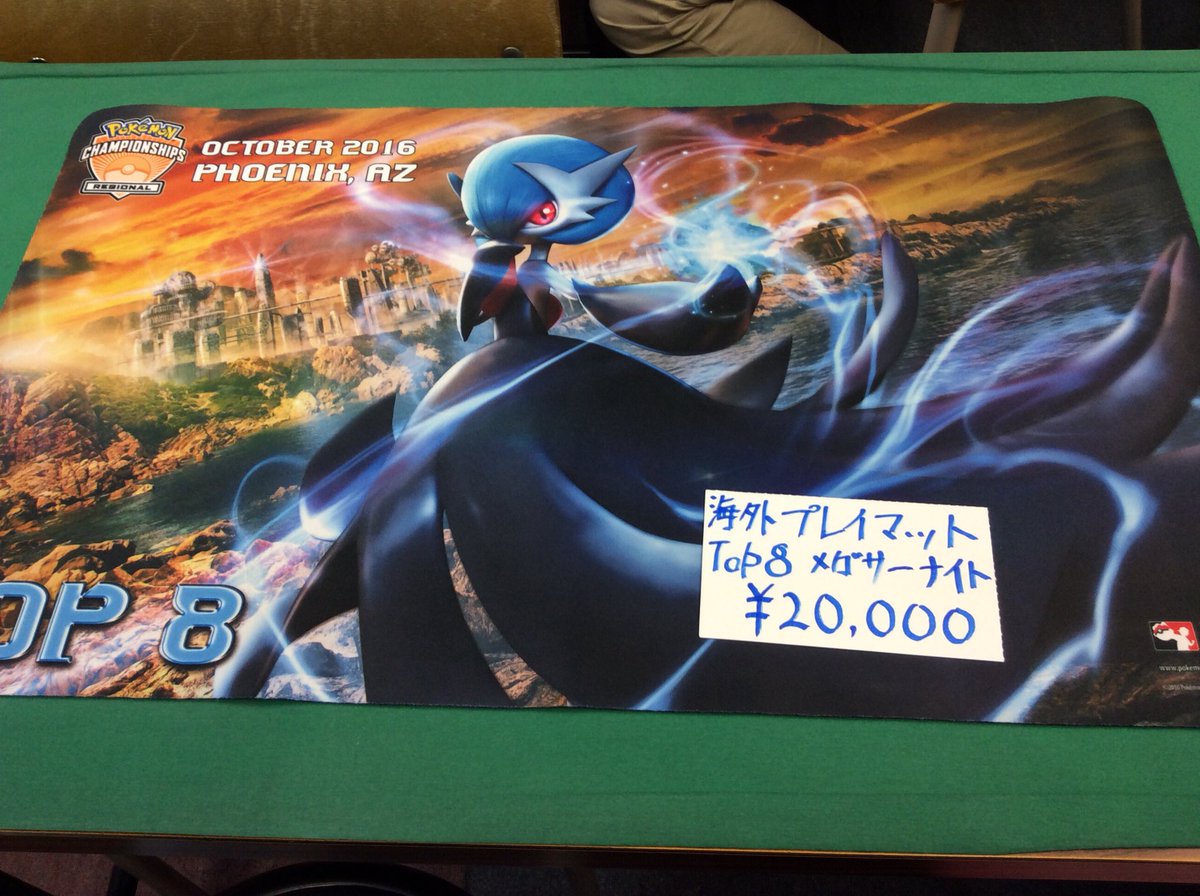 Pokémon
CHAMPIONSHIPS
REGIONAL
OCTOBER 2016
PHOENIX, AZ
海外プレイマット
Top8 メガサーナイト
¥20,000
OP 8